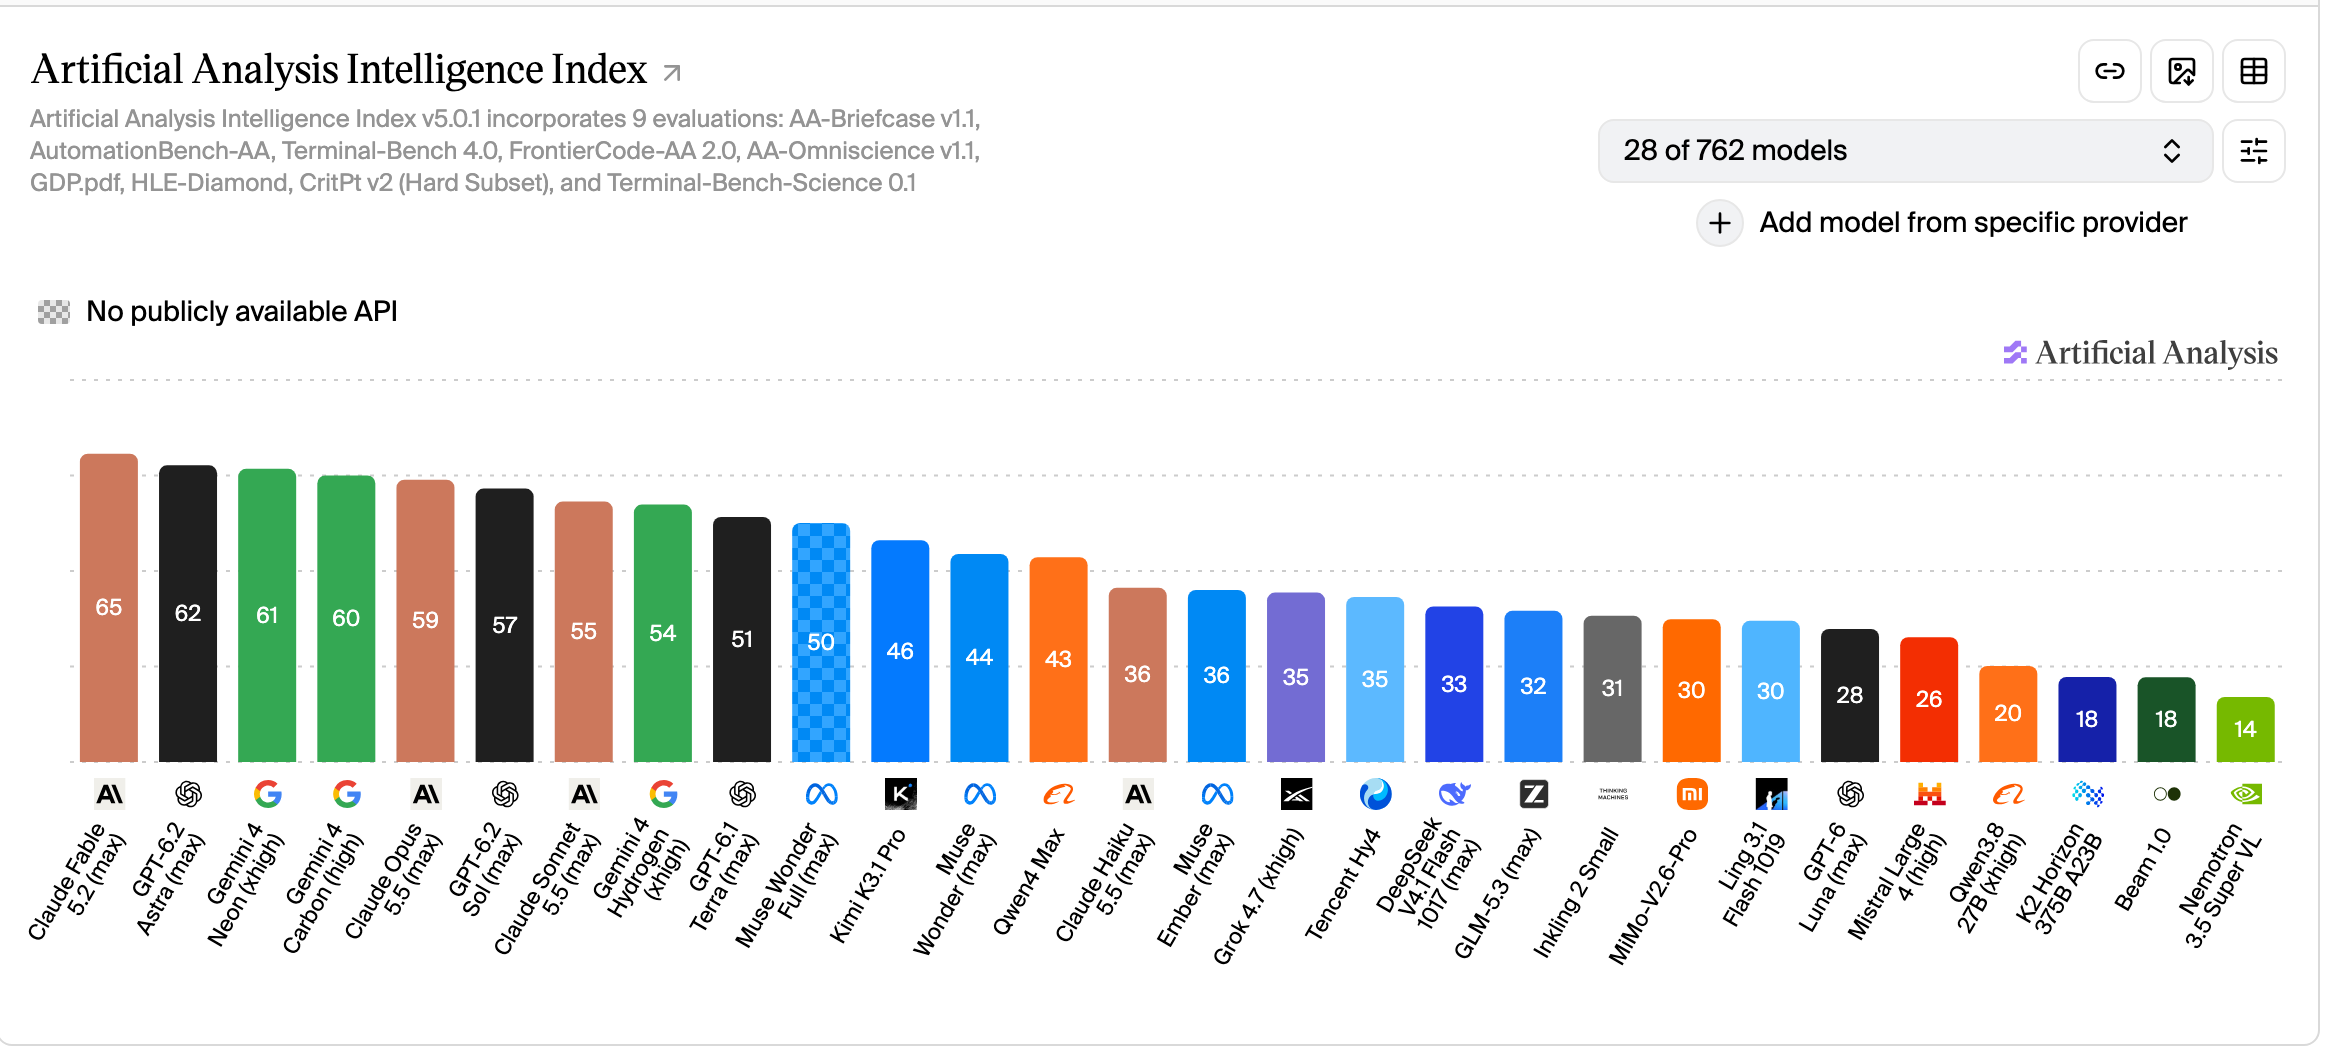 Artificial Analysis Intelligence Index
Artificial Analysis Intelligence Index v5.0.1 incorporates 9 evaluations: AA-Briefcase v1.1,
AutomationBench-AA, Terminal-Bench 4.0, FrontierCode-AA 2.0, AA-Omniscience v1.1,
GDP.pdf, HLE-Diamond, CritPt v2 (Hard Subset), and Terminal-Bench-Science 0.1
28 of 762 models
Add model from specific provider
No publicly available API
Artificial Analysis
65
62
61
60
59
57
55
54
51
50
46
44
43
36
36
35
35
33
32
31
30
30
28
26
20
18
18
14
THINKING
MACHINES
Claude Fable
5.2 (max)
GPT-6.2
Astra (max)
Gemini 4
Neon (xhigh)
Gemini 4
Carbon (high)
Claude Opus
5.5 (max)
GPT-6.2
Sol (max)
Claude Sonnet
5.5 (max)
Gemini 4
Hydrogen
(xhigh)
GPT-6.1
Terra (max)
Muse Wonder
Full (max)
Kimi K3.1 Pro
Muse
Wonder (max)
Qwen4 Max
Claude Haiku
5.5 (max)
Muse
Ember (max)
Grok 4.7 (xhigh)
Tencent Hy4
DeepSeek
V4.1 Flash
1017 (max)
GLM-5.3 (max)
Inkling 2 Small
MiMo-V2.6-Pro
Ling 3.1
Flash 1019
GPT-6
Luna (max)
Mistral Large
4 (high)
Qwen3.8
27B (xhigh)
K2 Horizon
375B A23B
Beam 1.0
Nemotron
3.5 Super VL